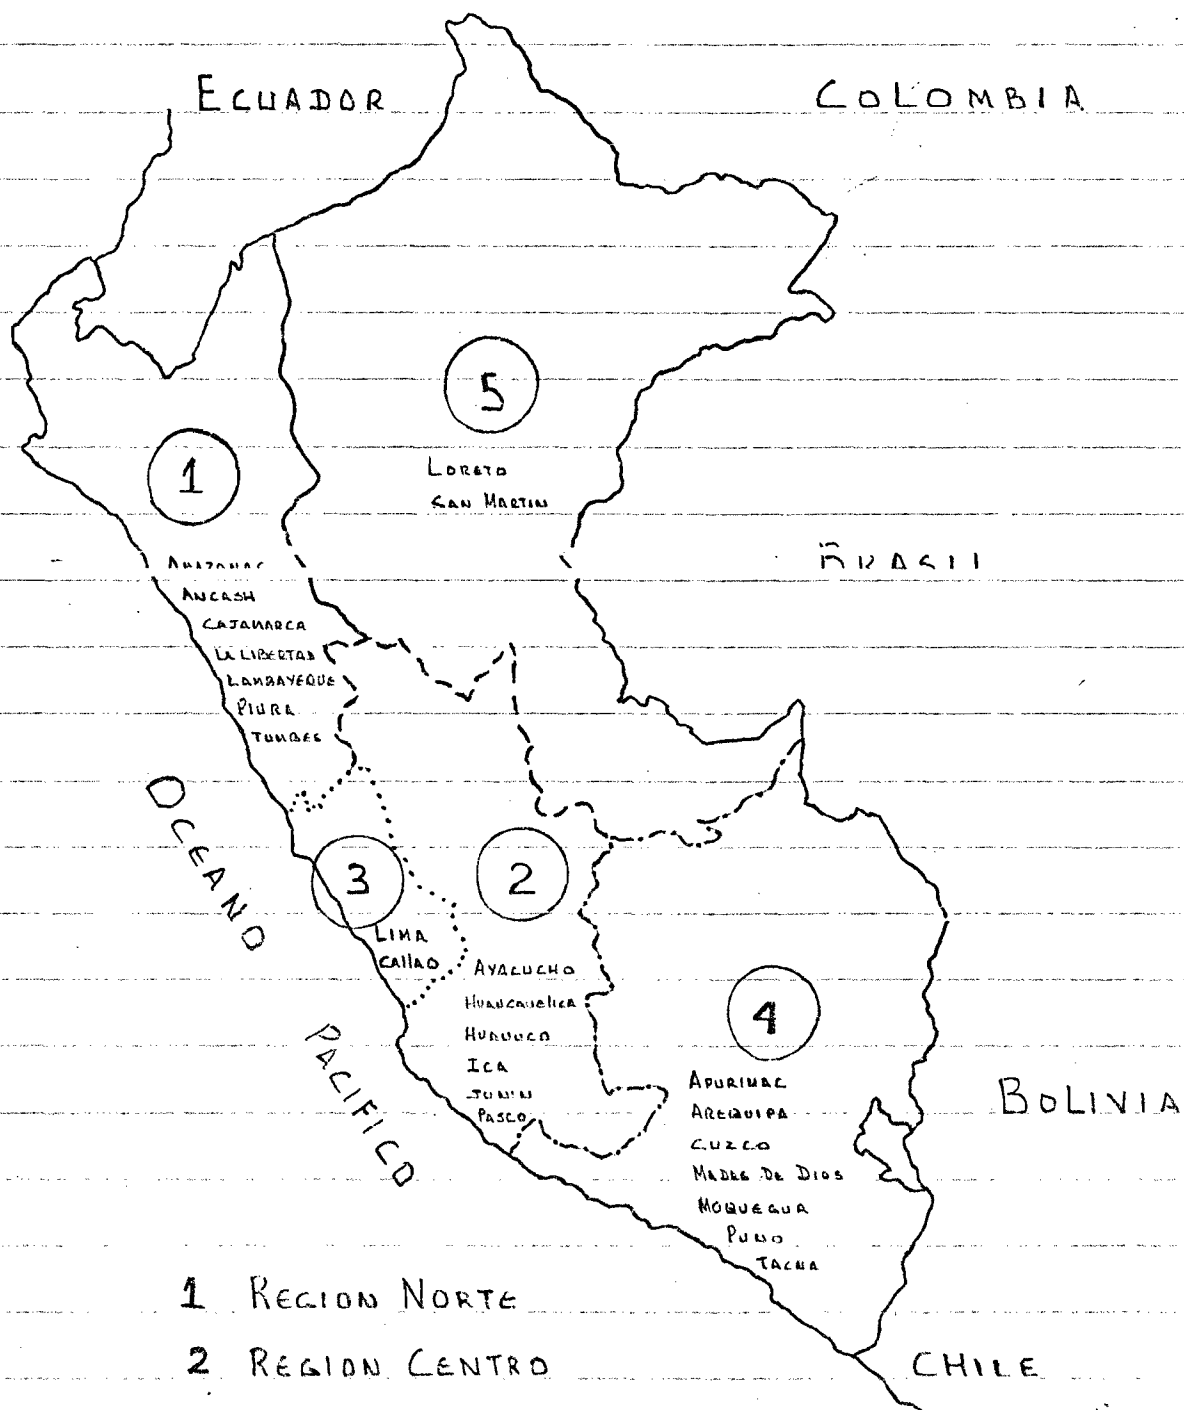 ECUADOR
COLOMBIA
5
LORETO
SAN MARTIN
1
AMAZONAS
ANCASH
CAJAMARCA
LA LIBERTAD
LAMBAYEQUE
PIURA
TUMBES
BRASIL
OCEANO
PACIFICO
3
LIMA
CALLAO
2
AYACUCHO
HUANCAVELICA
HUANUCO
ICA
JUNIN
PASCO
4
APURIMAC
AREQUIPA
CUZCO
MADRE DE DIOS
MOQUEGUA
PUNO
TACNA
BOLIVIA
1 REGION NORTE
2 REGION CENTRO
CHILE